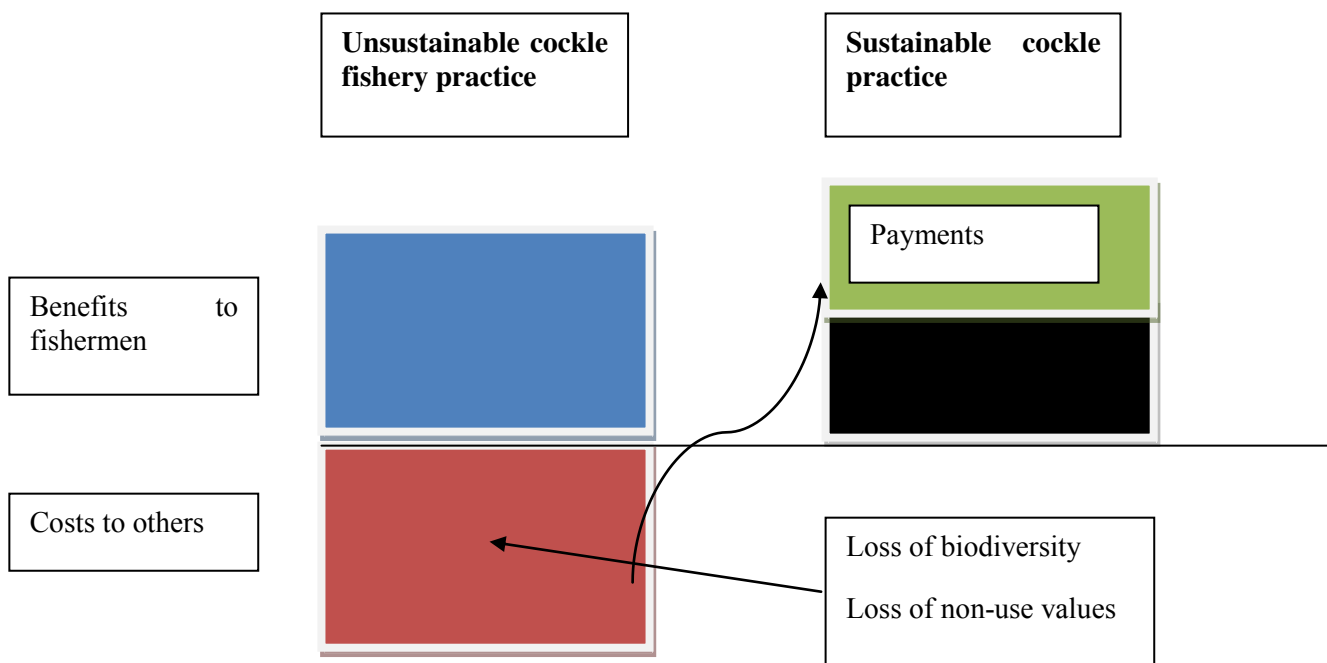 Unsustainable cockle
fishery practice
Sustainable cockle
practice
Payments
Benefits to
fishermen
Costs to others
Loss of biodiversity
Loss of non-use values